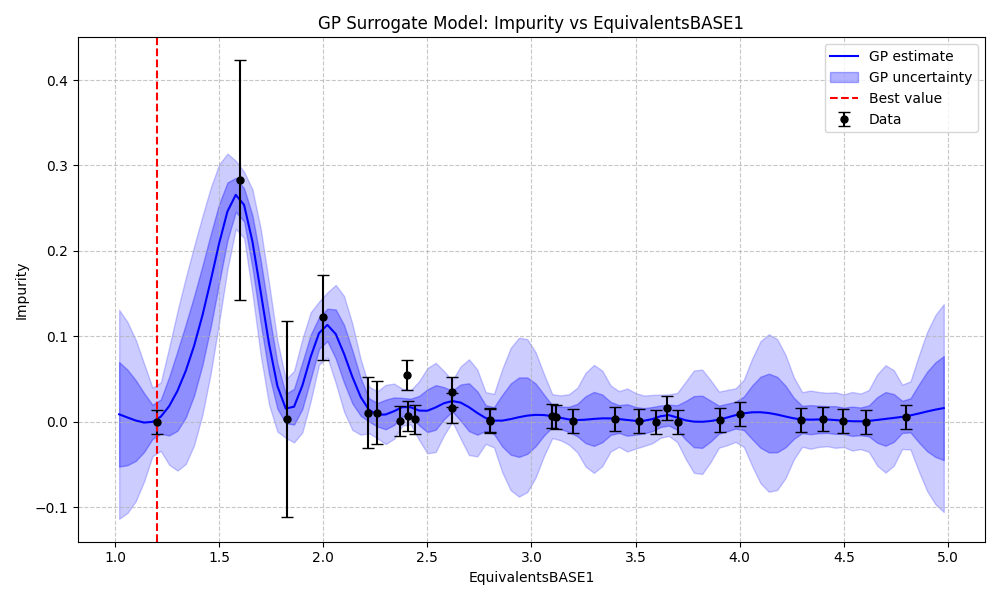 GP Surrogate Model: Impurity vs EquivalentsBASE1
GP estimate
GP uncertainty
Best value
Data
Impurity
0.4
0.3
0.2
0.1
0.0
−0.1
1.0 1.5 2.0 2.5 3.0 3.5 4.0 4.5 5.0
EquivalentsBASE1